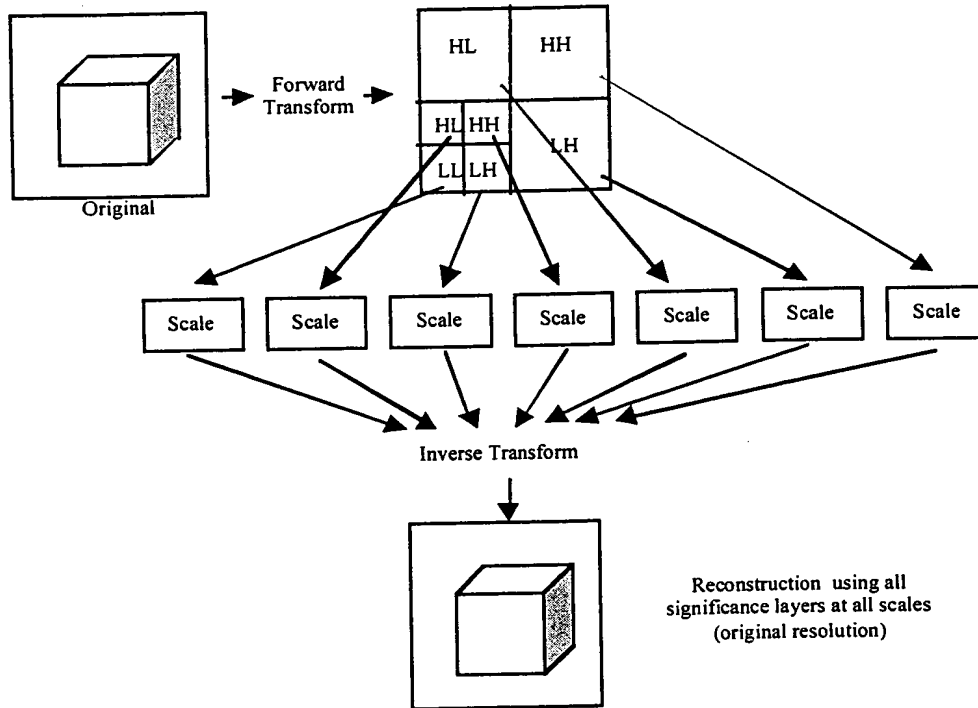 HL HH
Forward
Transform
HL HH
LH
LL LH
Original
Scale Scale Scale Scale Scale Scale Scale
Inverse Transform
Reconstruction using all
significance layers at all scales
(original resolution)